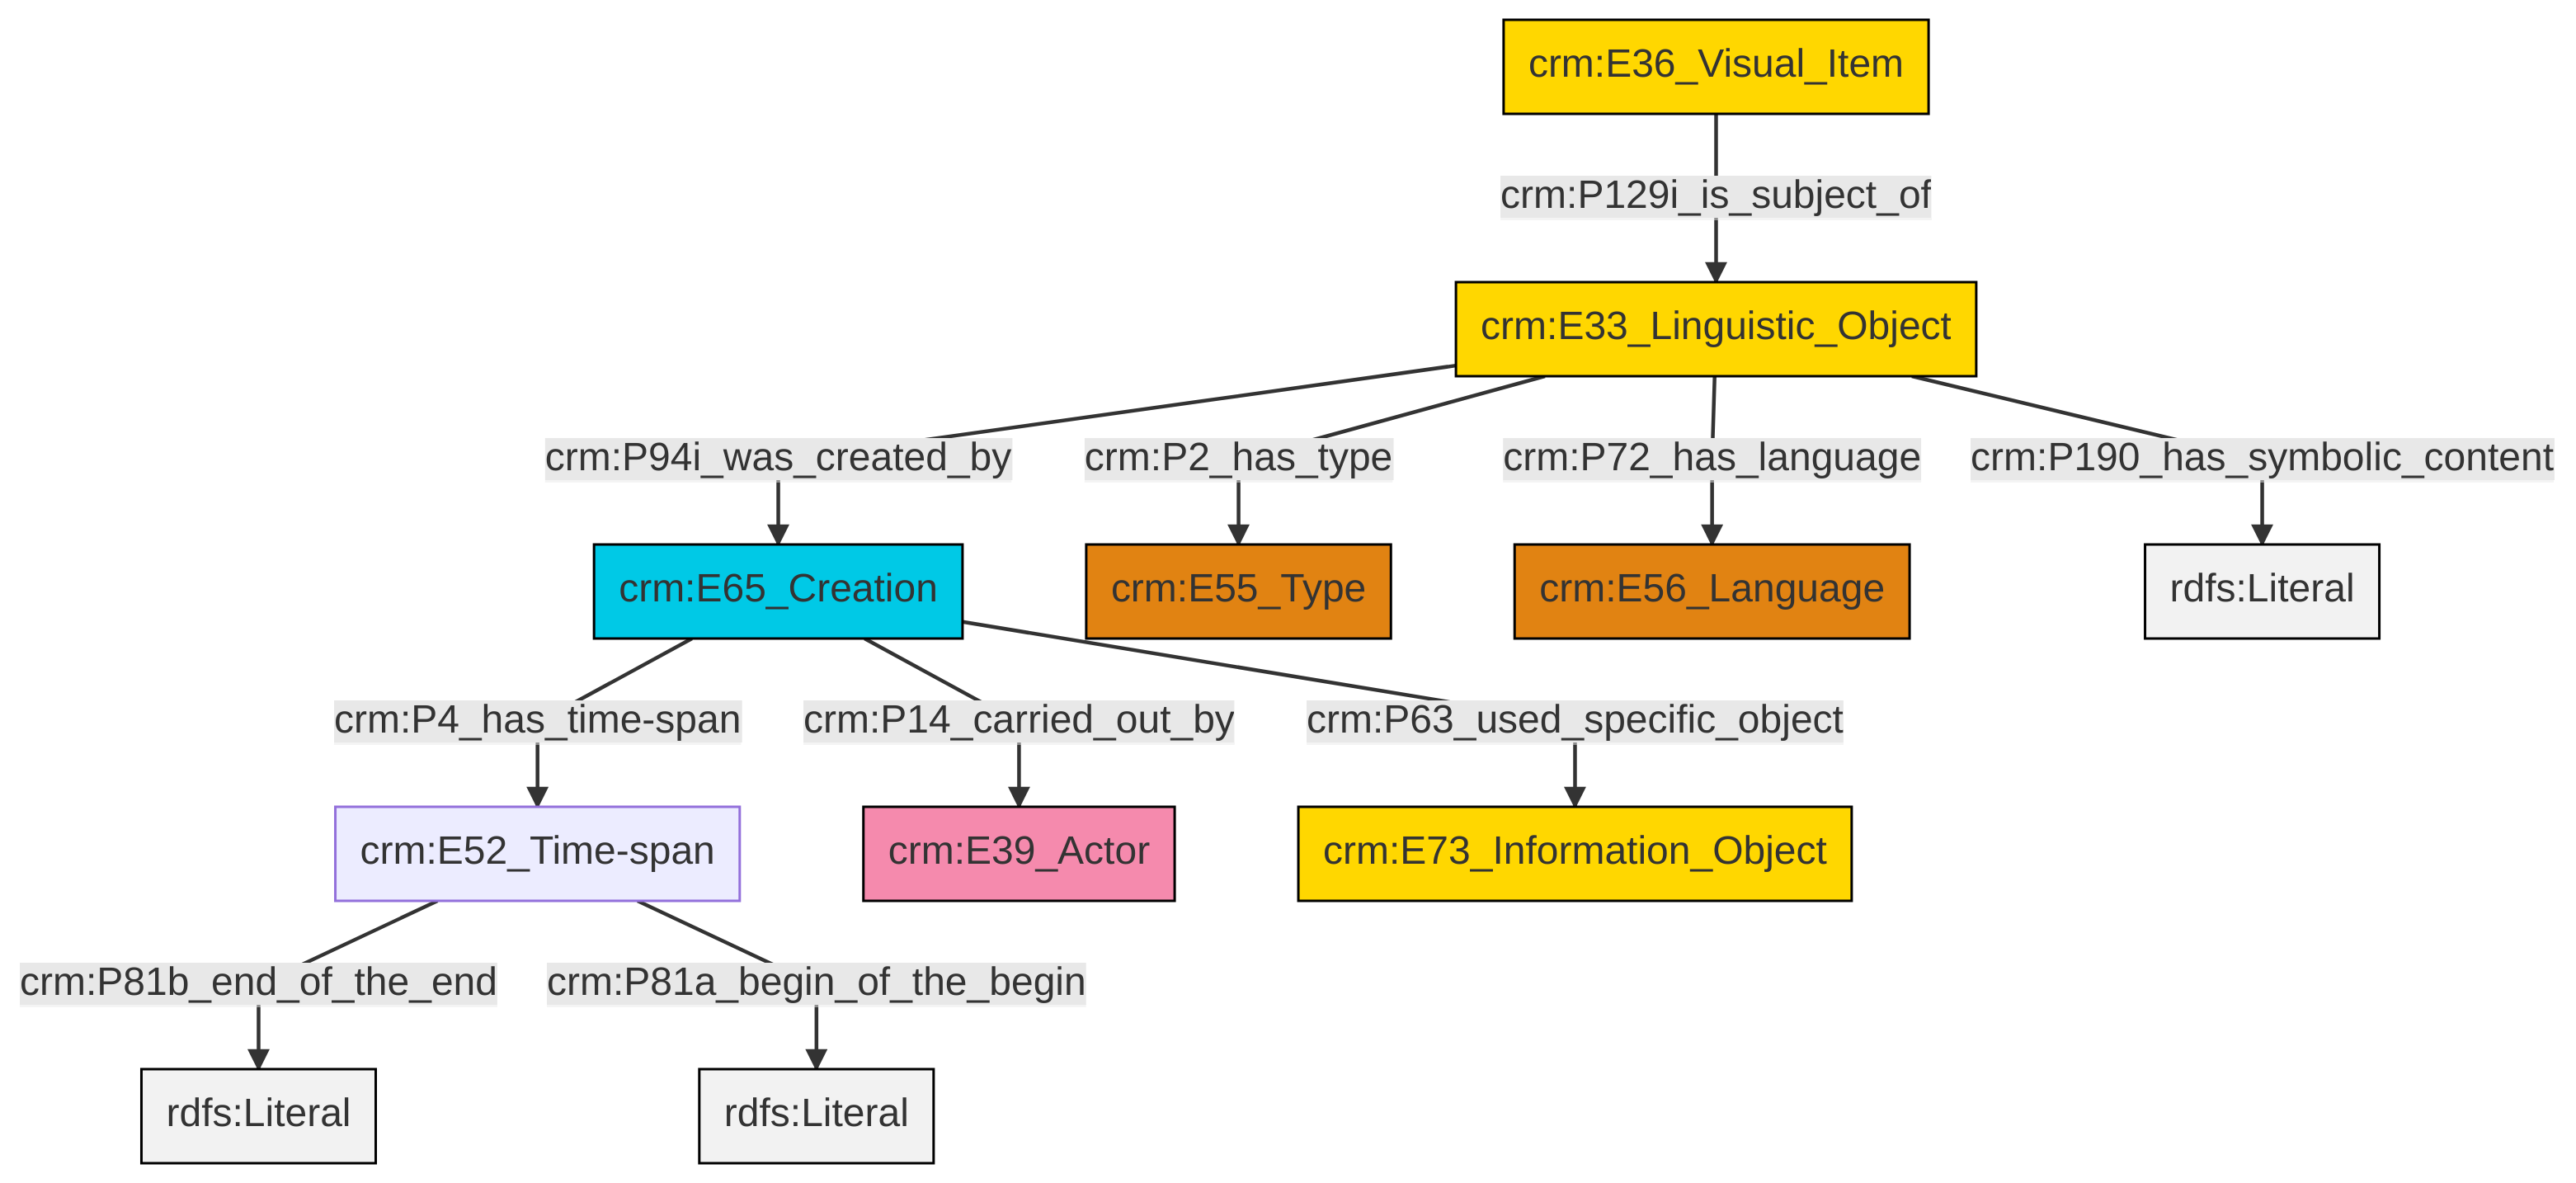 crm:E36_Visual_Item
crm:P129i_is_subject_of
crm:E33_Linguistic_Object
crm:P94i_was_created_by
crm:P2_has_type
crm:P72_has_language
crm:P190_has_symbolic_content
crm:E65_Creation
crm:E55_Type
crm:E56_Language
rdfs:Literal
crm:P4_has_time-span
crm:P14_carried_out_by
crm:P63_used_specific_object
crm:E52_Time-span
crm:E39_Actor
crm:E73_Information_Object
crm:P81b_end_of_the_end
crm:P81a_begin_of_the_begin
rdfs:Literal
rdfs:Literal